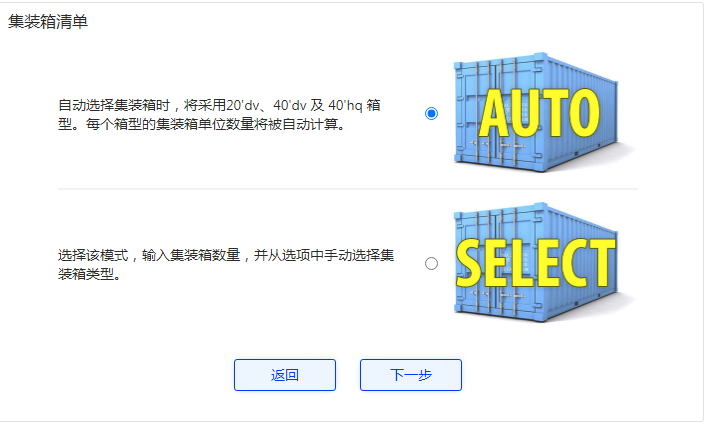 集装箱清单
自动选择集装箱时，将采用20'dv、40'dv 及 40'hq 箱
型。每个箱型的集装箱单位数量将被自动计算。
AUTO
选择该模式，输入集装箱数量，并从选项中手动选择集
装箱类型。
SELECT
返回
下一步